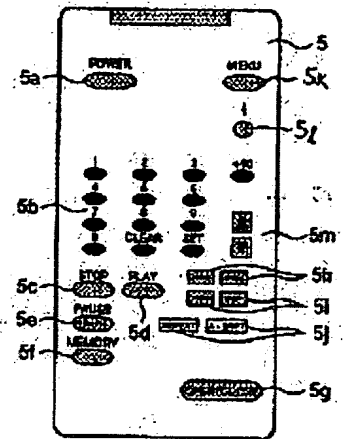 5
POWER MENU
5a 5k
5l
1 2 3 +10
4 5 6
5b 7 8 9
0 CLEAR SET
5m
STOP PLAY 5h
5c 5i
PAUSE 5d 5j
5e
MEMORY
5f
5g